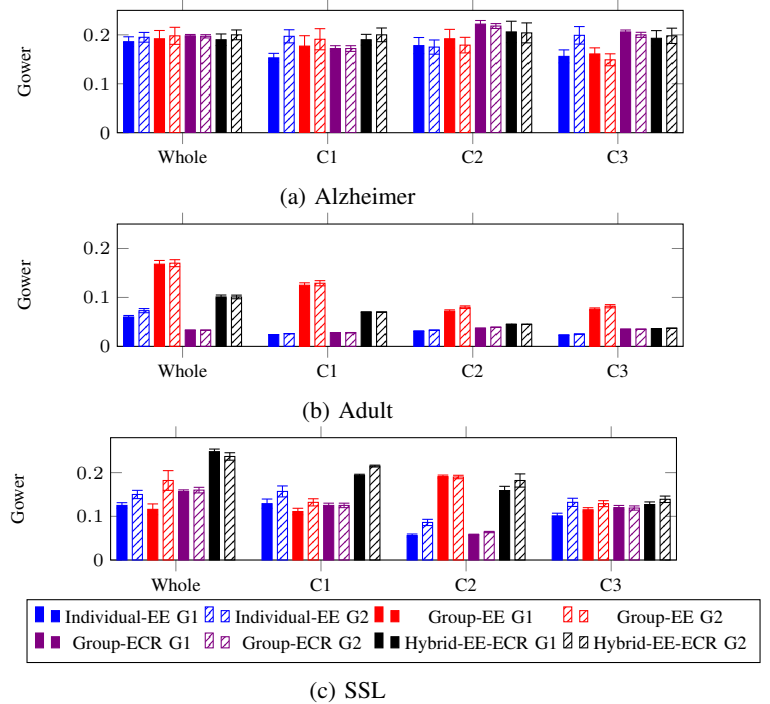 0.2
0.1
0
Gower
Whole C1 C2 C3
(a) Alzheimer
0.2
0.1
0
Gower
Whole C1 C2 C3
(b) Adult
0.2
0.1
0
Gower
Whole C1 C2 C3
Individual-EE G1 Individual-EE G2 Group-EE G1 Group-EE G2
Group-ECR G1 Group-ECR G2 Hybrid-EE-ECR G1 Hybrid-EE-ECR G2
(c) SSL